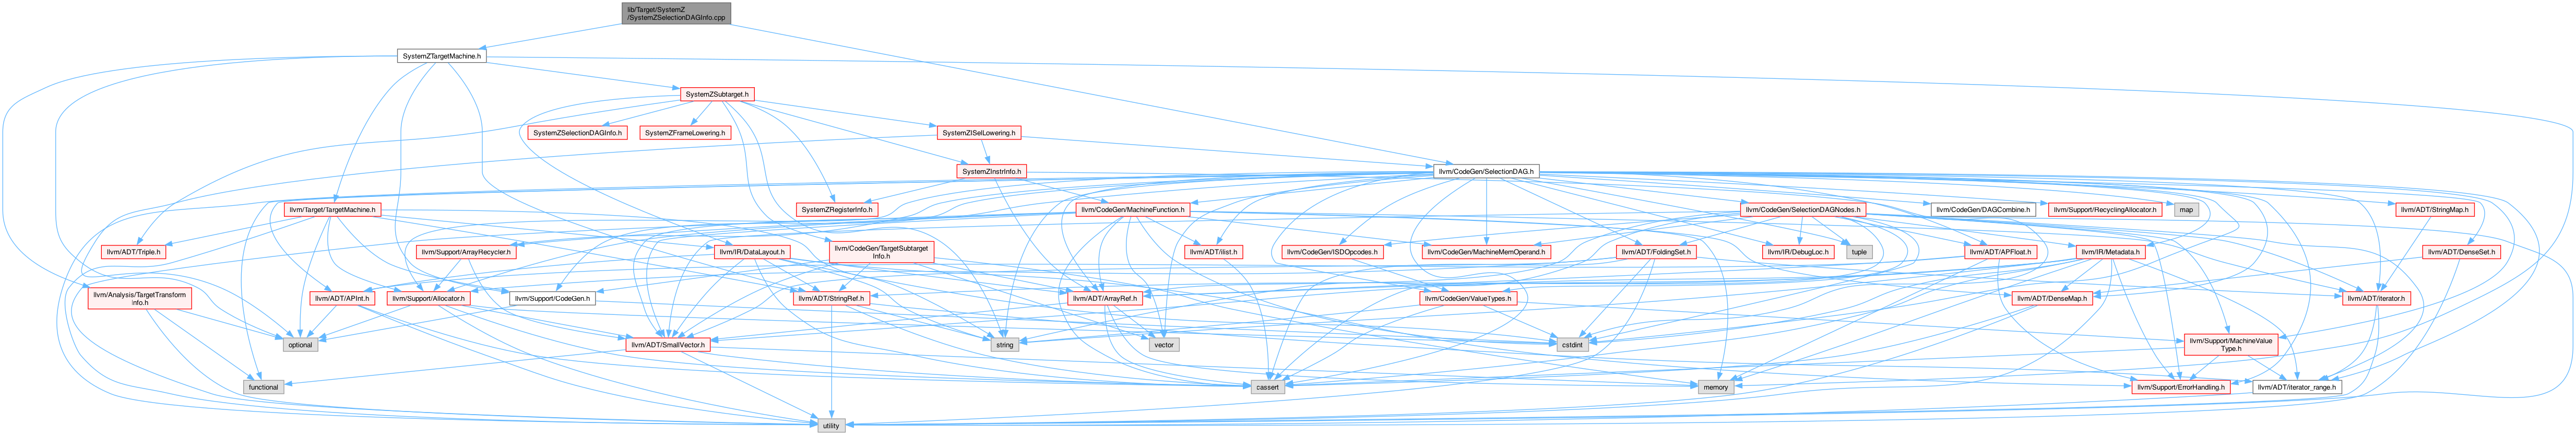 lib/Target/SystemZ
/SystemZSelectionDAGInfo.cpp
SystemZTargetMachine.h
SystemZSubtarget.h
SystemZSelectionDAGInfo.h
SystemZFrameLowering.h
SystemZISelLowering.h
SystemZInstrInfo.h
llvm/CodeGen/SelectionDAG.h
llvm/Target/TargetMachine.h
SystemZRegisterInfo.h
llvm/CodeGen/MachineFunction.h
llvm/CodeGen/SelectionDAGNodes.h
llvm/CodeGen/DAGCombine.h
llvm/Support/RecyclingAllocator.h
map
llvm/ADT/StringMap.h
llvm/ADT/Triple.h
llvm/Support/ArrayRecycler.h
llvm/IR/DataLayout.h
llvm/CodeGen/TargetSubtarget
Info.h
llvm/ADT/ilist.h
llvm/CodeGen/ISDOpcodes.h
llvm/CodeGen/MachineMemOperand.h
llvm/ADT/FoldingSet.h
llvm/IR/DebugLoc.h
tuple
llvm/ADT/APFloat.h
llvm/IR/Metadata.h
llvm/ADT/DenseSet.h
llvm/Analysis/TargetTransform
Info.h
llvm/ADT/APInt.h
llvm/Support/Allocator.h
llvm/Support/CodeGen.h
llvm/ADT/StringRef.h
llvm/ADT/ArrayRef.h
llvm/CodeGen/ValueTypes.h
llvm/ADT/DenseMap.h
llvm/ADT/iterator.h
optional
llvm/ADT/SmallVector.h
string
vector
cstdint
llvm/Support/MachineValue
Type.h
functional
cassert
memory
llvm/Support/ErrorHandling.h
llvm/ADT/iterator_range.h
utility